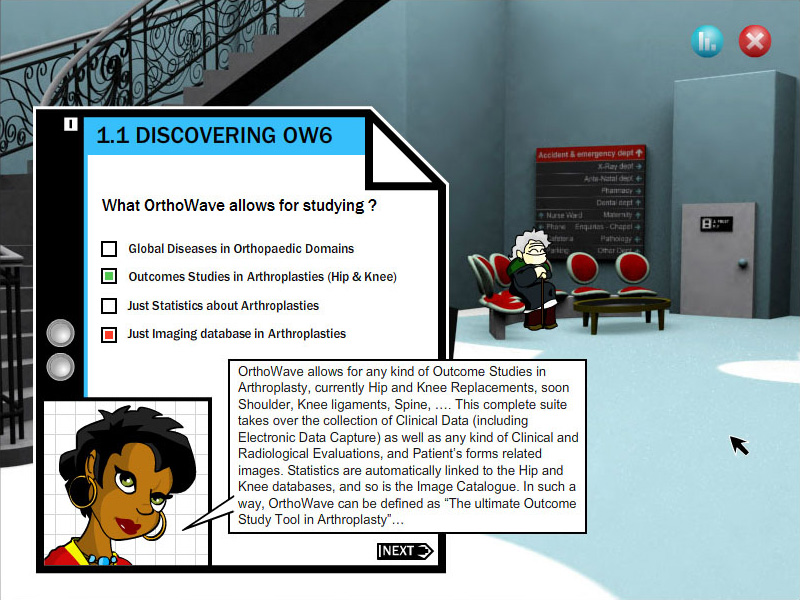 I
1.1 DISCOVERING OW6
What OrthoWave allows for studying ?
Global Diseases in Orthopaedic Domains
Outcomes Studies in Arthroplasties (Hip & Knee)
Just Statistics about Arthroplasties
Just Imaging database in Arthroplasties
OrthoWave allows for any kind of Outcome Studies in
Arthroplasty, currently Hip and Knee Replacements, soon
Shoulder, Knee ligaments, Spine, …. This complete suite
takes over the collection of Clinical Data (including
Electronic Data Capture) as well as any kind of Clinical and
Radiological Evaluations, and Patient's forms related
images. Statistics are automatically linked to the Hip and
Knee databases, and so is the Image Catalogue. In such a
way, OrthoWave can be defined as “The ultimate Outcome
Study Tool in Arthroplasty”…
NEXT
Accident & emergency dept ↑
X-Ray dept →
Ante-Natal dept →
Pharmacy →
Dental dept ↑
Nurse Ward Maternity
Phone Enquiries - Chapel
Pathology
Parking Other Dept